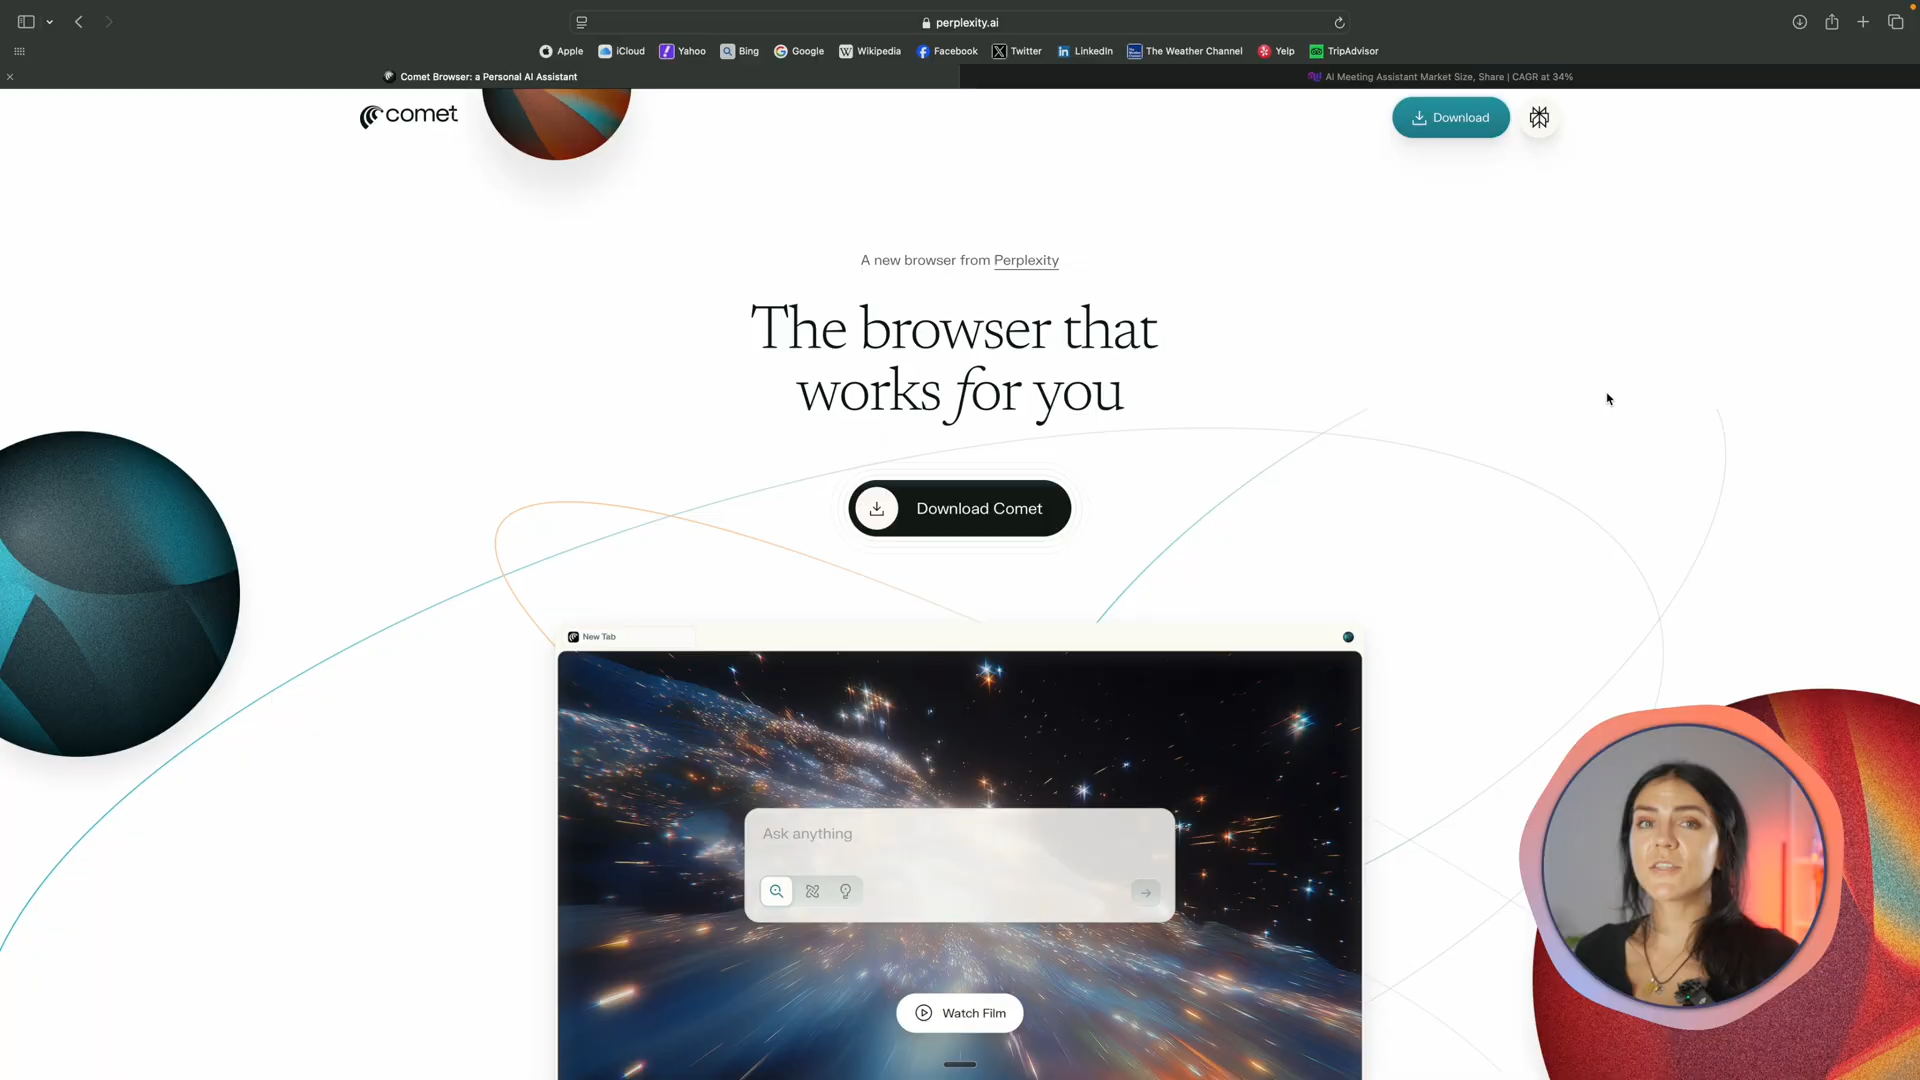 perplexity.ai
Apple
iCloud
Yahoo
Bing
Google
Wikipedia
Facebook
Twitter
LinkedIn
The Weather Channel
Yelp
TripAdvisor
Comet Browser: a Personal AI Assistant
AI Meeting Assistant Market Size, Share | CAGR at 34%
comet
Download
A new browser from Perplexity
The browser that
works for you
Download Comet
New Tab
Ask anything
Watch Film